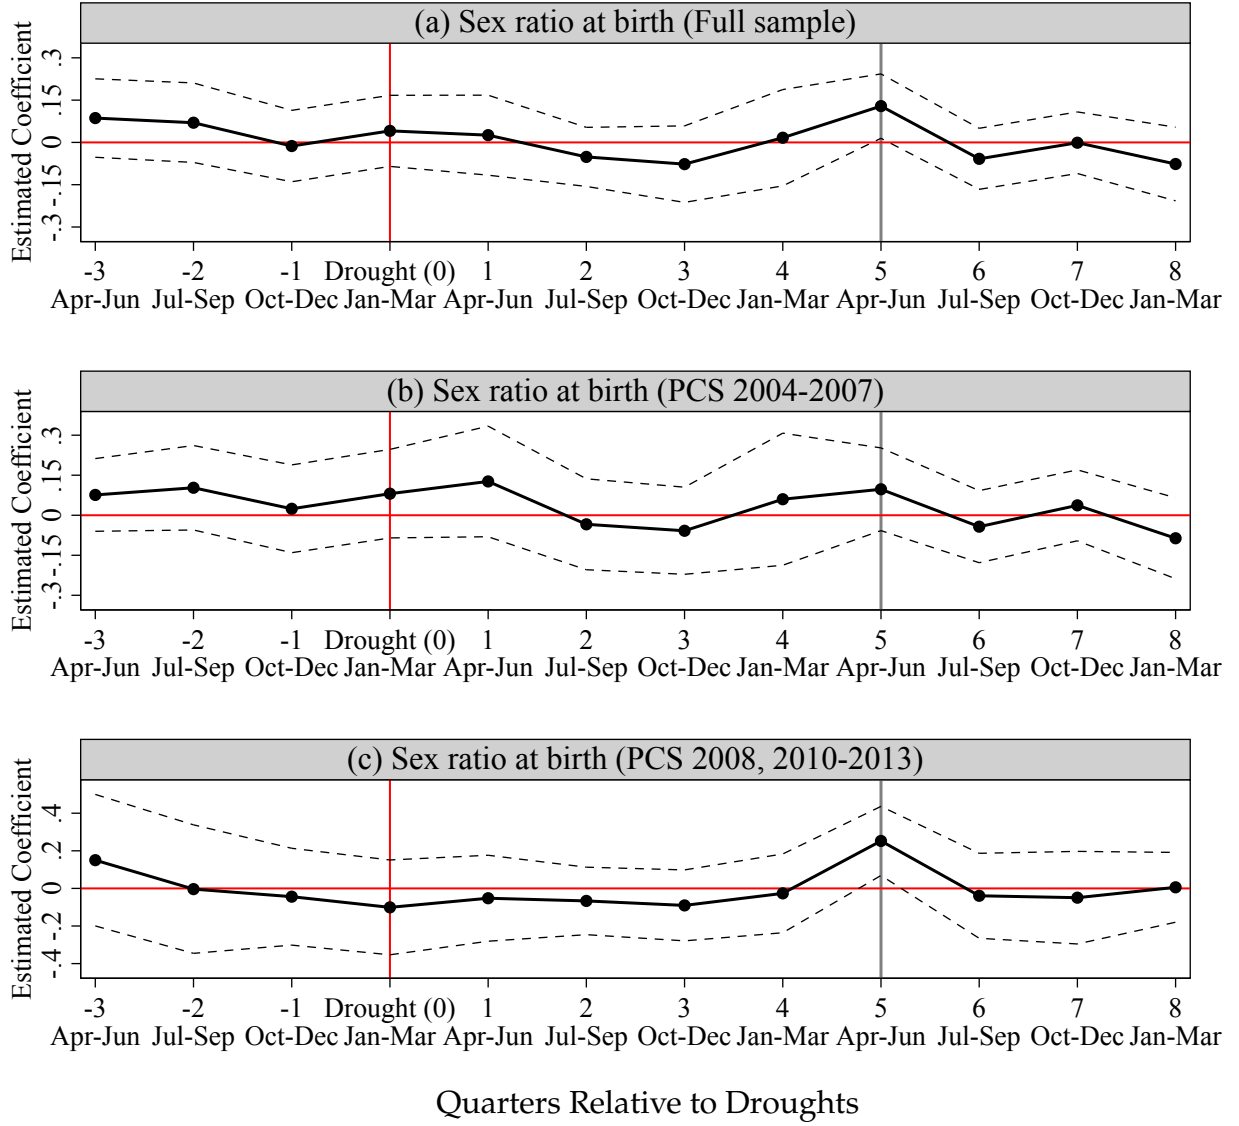 (a) Sex ratio at birth (Full sample)
Estimated Coefficient
.3
.15
0
-.15
-.3
-3 -2 -1 Drought (0) 1 2 3 4 5 6 7 8
Apr-Jun Jul-Sep Oct-Dec Jan-Mar Apr-Jun Jul-Sep Oct-Dec Jan-Mar Apr-Jun Jul-Sep Oct-Dec Jan-Mar
(b) Sex ratio at birth (PCS 2004-2007)
Estimated Coefficient
.3
.15
0
-.15
-.3
-3 -2 -1 Drought (0) 1 2 3 4 5 6 7 8
Apr-Jun Jul-Sep Oct-Dec Jan-Mar Apr-Jun Jul-Sep Oct-Dec Jan-Mar Apr-Jun Jul-Sep Oct-Dec Jan-Mar
(c) Sex ratio at birth (PCS 2008, 2010-2013)
Estimated Coefficient
.4
.2
0
-.2
-.4
-3 -2 -1 Drought (0) 1 2 3 4 5 6 7 8
Apr-Jun Jul-Sep Oct-Dec Jan-Mar Apr-Jun Jul-Sep Oct-Dec Jan-Mar Apr-Jun Jul-Sep Oct-Dec Jan-Mar
Quarters Relative to Droughts